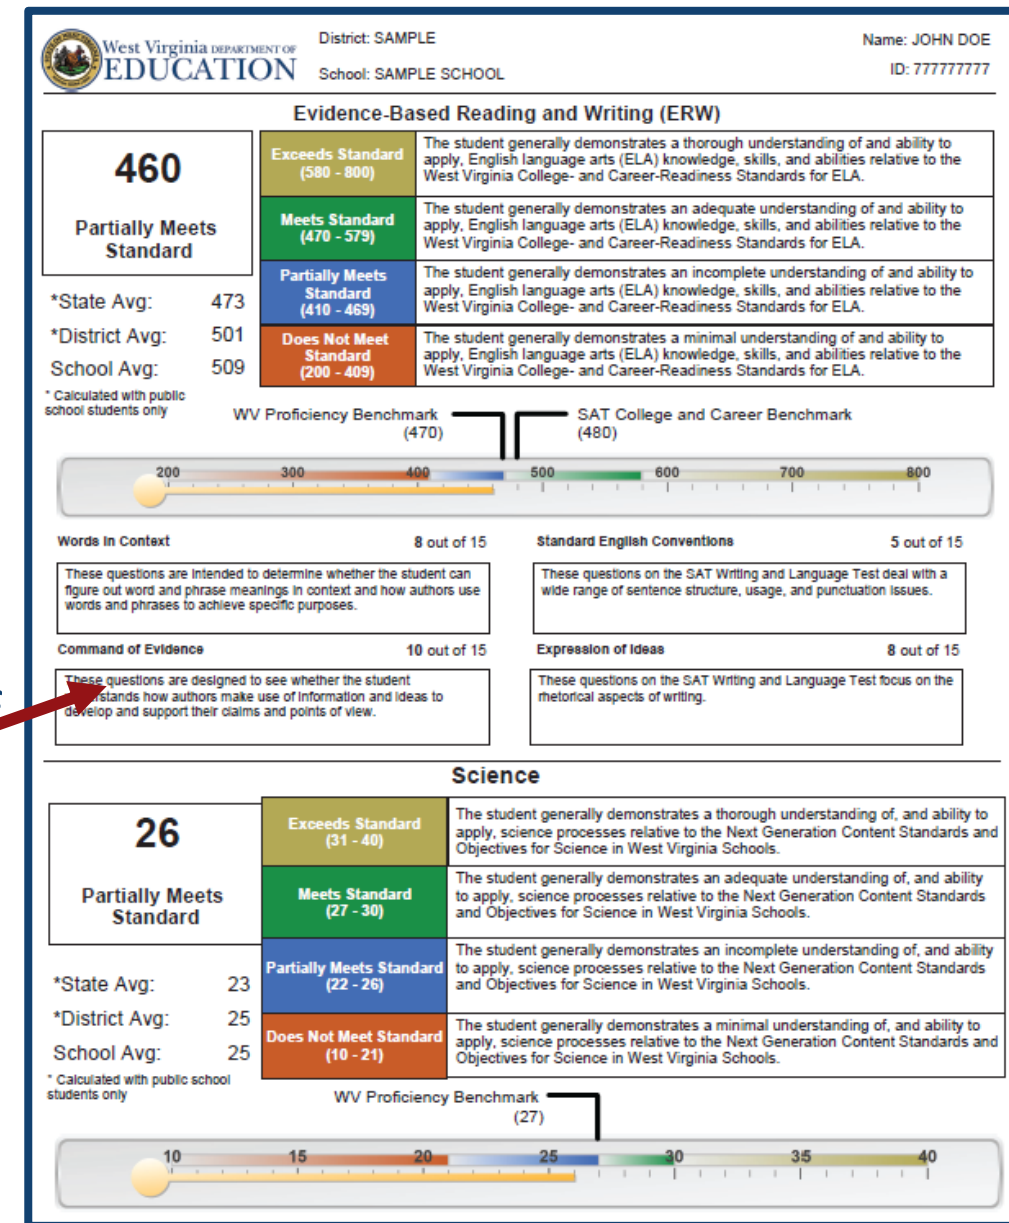 West Virginia DEPARTMENT OF
EDUCATION
District: SAMPLE
School: SAMPLE SCHOOL
Name: JOHN DOE
ID: 777777777
Evidence-Based Reading and Writing (ERW)
460
Partially Meets
Standard
*State Avg: 473
*District Avg: 501
School Avg: 509
* Calculated with public
school students only
Exceeds Standard
(580 - 800)
The student generally demonstrates a thorough understanding of and ability to
apply, English language arts (ELA) knowledge, skills, and abilities relative to the
West Virginia College- and Career-Readiness Standards for ELA.
Meets Standard
(470 - 579)
The student generally demonstrates an adequate understanding of and ability to
apply, English language arts (ELA) knowledge, skills, and abilities relative to the
West Virginia College- and Career-Readiness Standards for ELA.
Partially Meets
Standard
(410 - 469)
The student generally demonstrates an incomplete understanding of and ability to
apply, English language arts (ELA) knowledge, skills, and abilities relative to the
West Virginia College- and Career-Readiness Standards for ELA.
Does Not Meet
Standard
(200 - 409)
The student generally demonstrates a minimal understanding of and ability to
apply, English language arts (ELA) knowledge, skills, and abilities relative to the
West Virginia College- and Career-Readiness Standards for ELA.
WV Proficiency Benchmark
(470)
SAT College and Career Benchmark
(480)
200 300 400 500 600 700 800
Words in Context 8 out of 15
These questions are intended to determine whether the student can
figure out word and phrase meanings in context and how authors use
words and phrases to achieve specific purposes.
Standard English Conventions 5 out of 15
These questions on the SAT Writing and Language Test deal with a
wide range of sentence structure, usage, and punctuation issues.
Command of Evidence 10 out of 15
These questions are designed to see whether the student
understands how authors make use of information and ideas to
develop and support their claims and points of view.
Expression of Ideas 8 out of 15
These questions on the SAT Writing and Language Test focus on the
rhetorical aspects of writing.
Science
26
Partially Meets
Standard
*State Avg: 23
*District Avg: 25
School Avg: 25
* Calculated with public school
students only
Exceeds Standard
(31 - 40)
The student generally demonstrates a thorough understanding of, and ability to
apply, science processes relative to the Next Generation Content Standards and
Objectives for Science in West Virginia Schools.
Meets Standard
(27 - 30)
The student generally demonstrates an adequate understanding of, and ability
to apply, science processes relative to the Next Generation Content Standards
and Objectives for Science in West Virginia Schools.
Partially Meets Standard
(22 - 26)
The student generally demonstrates an incomplete understanding of, and ability
to apply, science processes relative to the Next Generation Content Standards
and Objectives for Science in West Virginia Schools.
Does Not Meet Standard
(10 - 21)
The student generally demonstrates a minimal understanding of, and ability to
apply, science processes relative to the Next Generation Content Standards and
Objectives for Science in West Virginia Schools.
WV Proficiency Benchmark
(27)
10 15 20 25 30 35 40